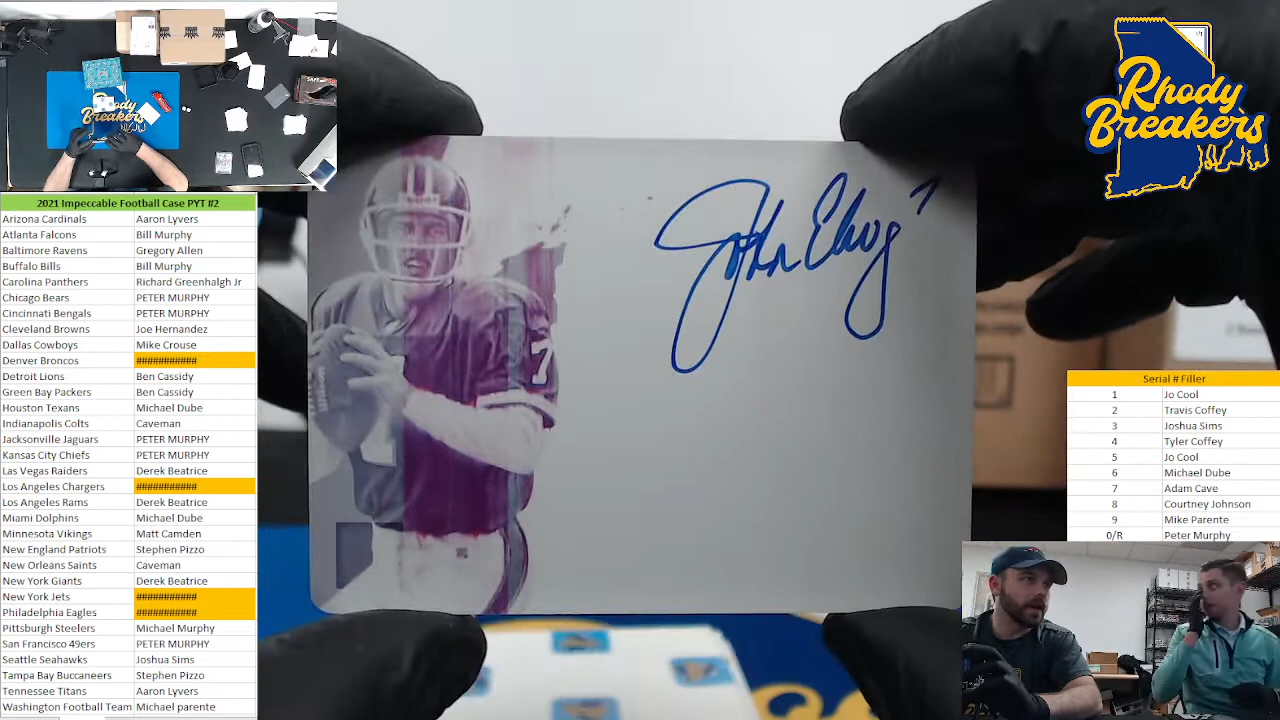 Rhody
Breakers
Rhody
Breakers
2021 Impeccable Football Case PYT #2
Arizona Cardinals Aaron Lyvers
Atlanta Falcons Bill Murphy
Baltimore Ravens Gregory Allen
Buffalo Bills Bill Murphy
Carolina Panthers Richard Greenhalgh Jr
Chicago Bears PETER MURPHY
Cincinnati Bengals PETER MURPHY
Cleveland Browns Joe Hernandez
Dallas Cowboys Mike Crouse
Denver Broncos ###########
Detroit Lions Ben Cassidy
Green Bay Packers Ben Cassidy
Houston Texans Michael Dube
Indianapolis Colts Caveman
Jacksonville Jaguars PETER MURPHY
Kansas City Chiefs PETER MURPHY
Las Vegas Raiders Derek Beatrice
Los Angeles Chargers ###########
Los Angeles Rams Derek Beatrice
Miami Dolphins Michael Dube
Minnesota Vikings Matt Camden
New England Patriots Stephen Pizzo
New Orleans Saints Caveman
New York Giants Derek Beatrice
New York Jets ###########
Philadelphia Eagles ###########
Pittsburgh Steelers Michael Murphy
San Francisco 49ers PETER MURPHY
Seattle Seahawks Joshua Sims
Tampa Bay Buccaneers Stephen Pizzo
Tennessee Titans Aaron Lyvers
Washington Football Team Michael parente
John Elway 7
7
Serial # Filler
1 Jo Cool
2 Travis Coffey
3 Joshua Sims
4 Tyler Coffey
5 Jo Cool
6 Michael Dube
7 Adam Cave
8 Courtney Johnson
9 Mike Parente
0/R Peter Murphy